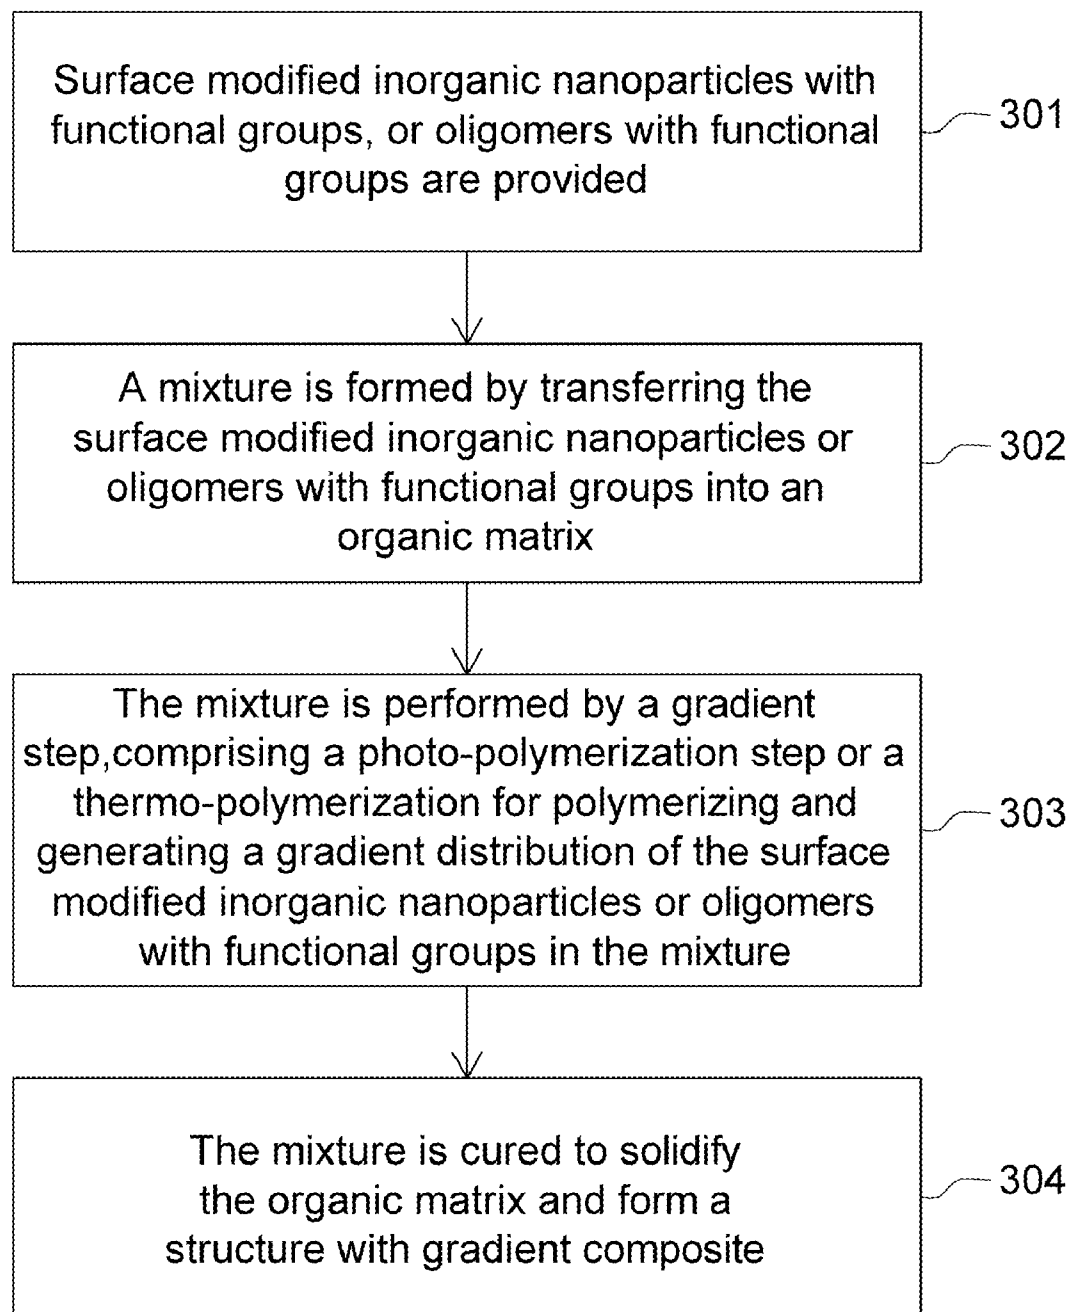 Surface modified inorganic nanoparticles with
functional groups, or oligomers with functional
groups are provided
301
A mixture is formed by transferring the
surface modified inorganic nanoparticles or
oligomers with functional groups into an
organic matrix
302
The mixture is performed by a gradient
step,comprising a photo-polymerization step or a
thermo-polymerization for polymerizing and
generating a gradient distribution of the surface
modified inorganic nanoparticles or oligomers
with functional groups in the mixture
303
The mixture is cured to solidify
the organic matrix and form a
structure with gradient composite
304